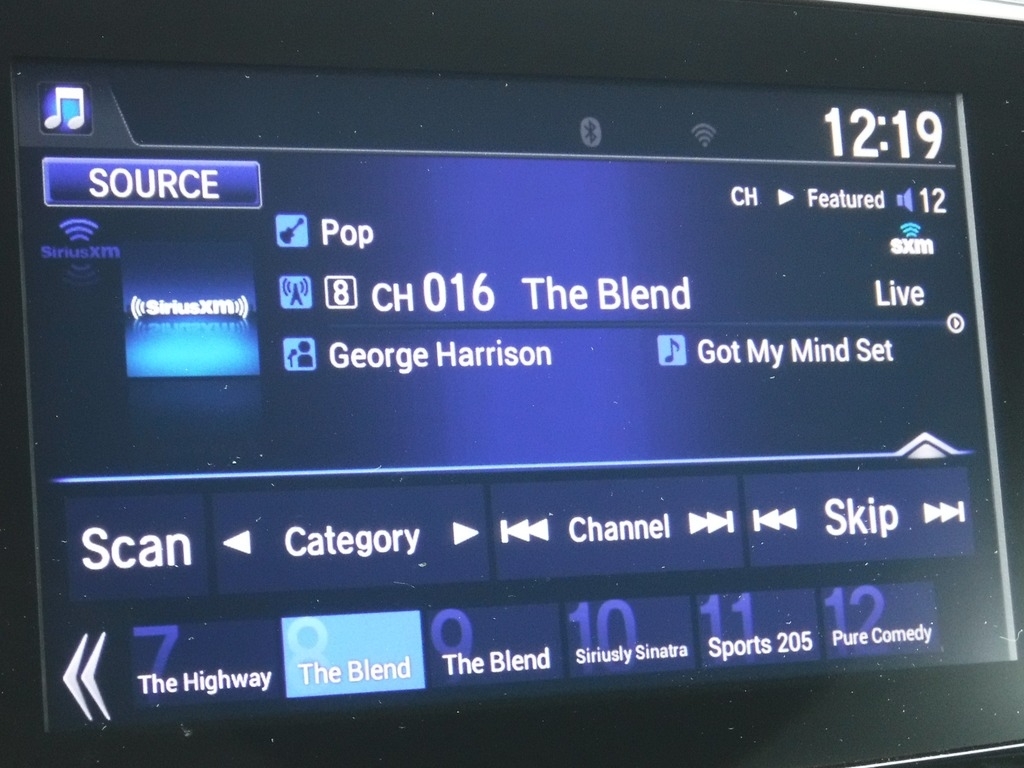 12:19
SOURCE
CH ▶ Featured 12
SiriusXM
Pop
sxm
((SiriusXM))
8 CH 016 The Blend Live
George Harrison Got My Mind Set
Scan Category Channel Skip
7 8 9 10 11 12
The Highway The Blend The Blend Siriusly Sinatra Sports 205 Pure Comedy